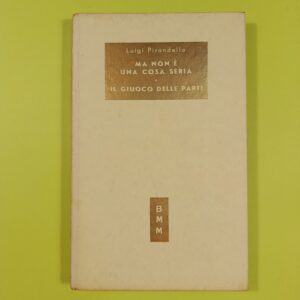 Luigi Pirandello
MA NON È
UNA COSA SERIA
•
IL GIUOCO DELLE PARTI
B
M
M